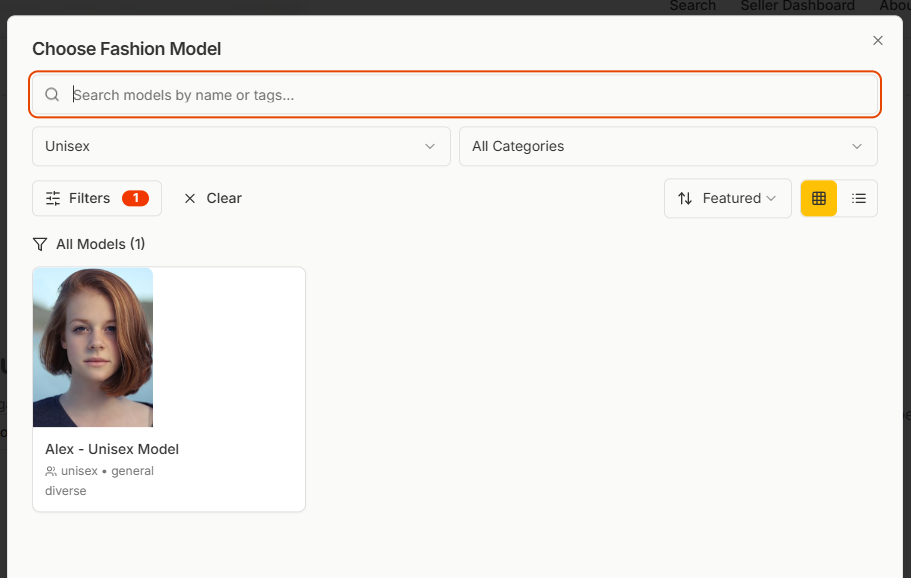 Search Seller Dashboard
Choose Fashion Model
Search models by name or tags...
Unisex
All Categories
Filters 1 Clear
Featured
All Models (1)
Alex - Unisex Model
unisex • general
diverse